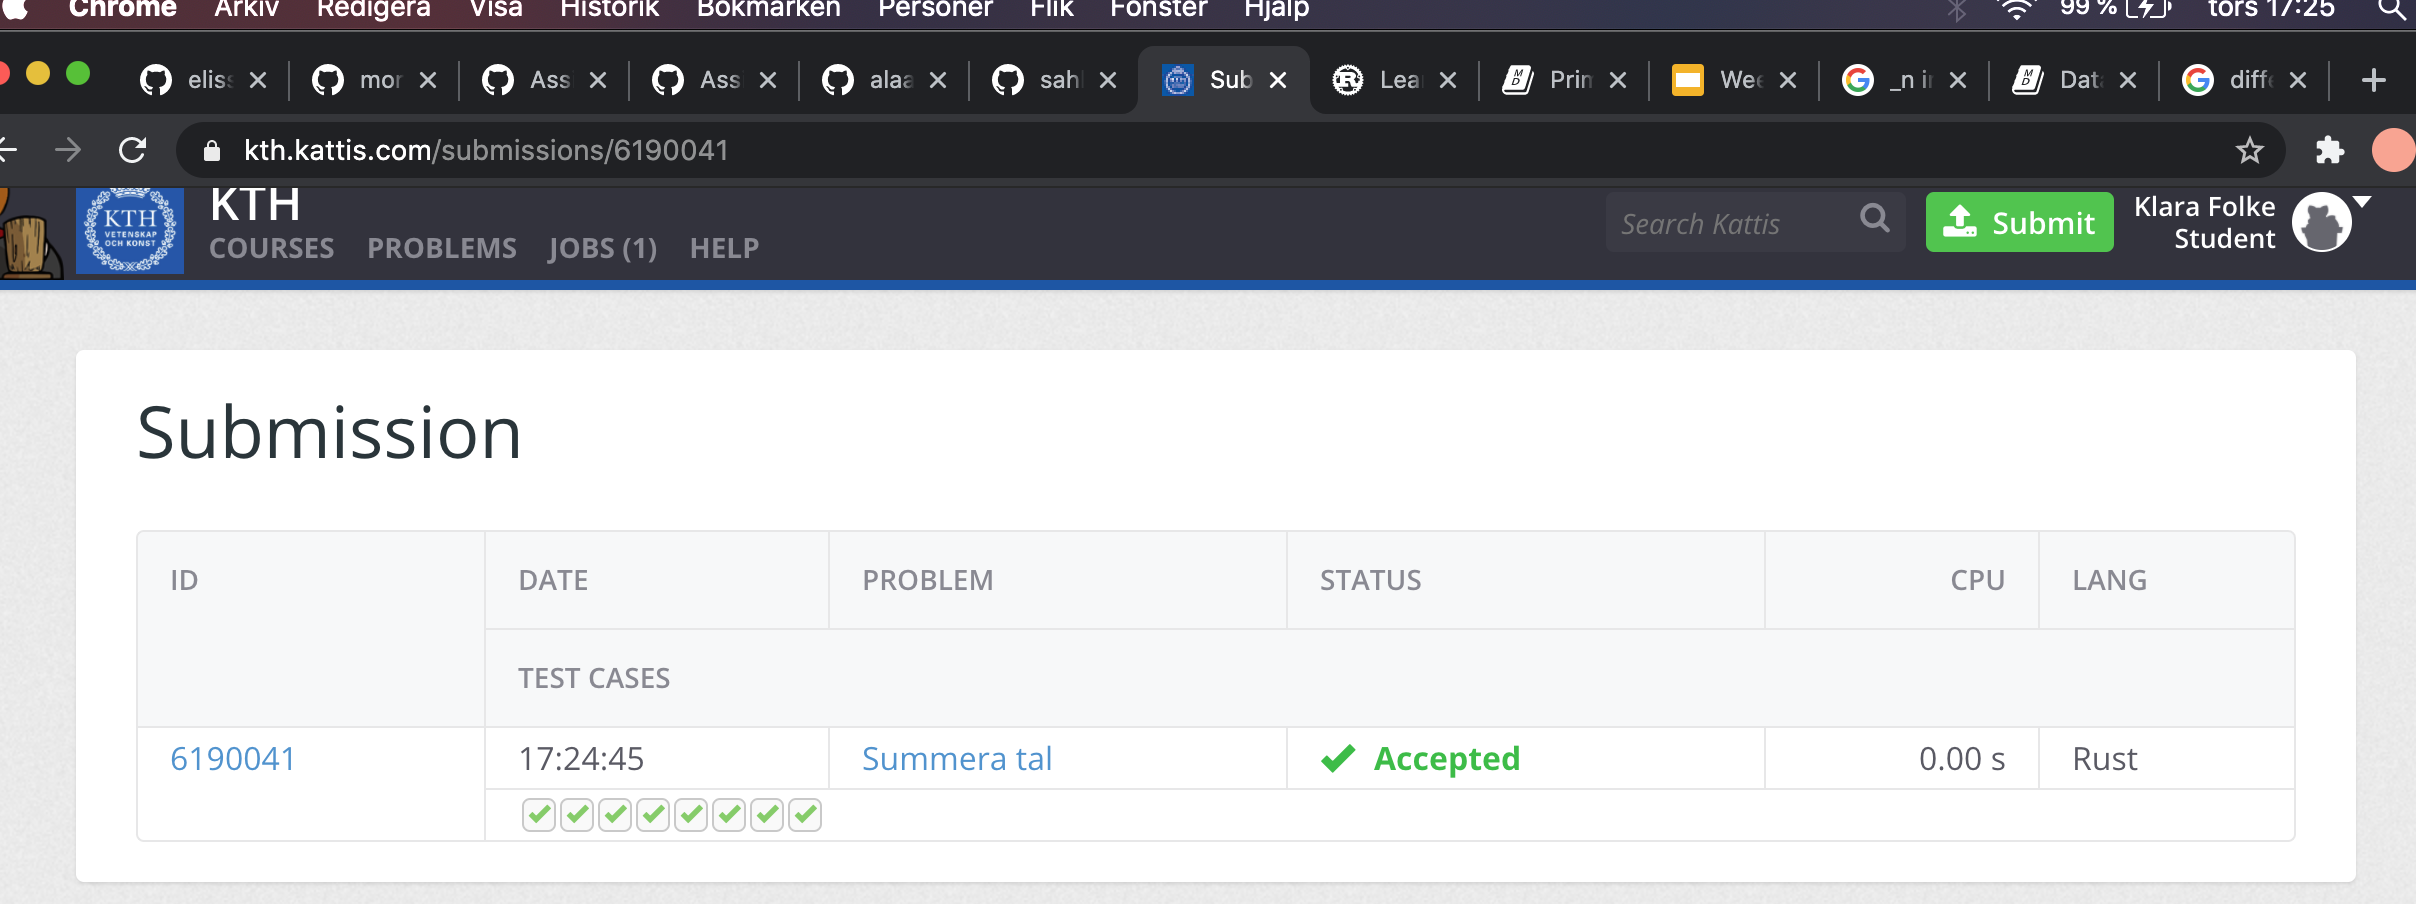 Chrome Arkiv Redigera Visa Historik Bokmärken Personer Flik Fönster Hjälp 99 % tors 17:25
elis mor Ass Ass alaa sahl Sub Lea Prin Wee _n i Data diffe
kth.kattis.com/submissions/6190041
KTH
VETENSKAP
OCH KONST
KTH
COURSES PROBLEMS JOBS (1) HELP
Search Kattis
Submit
Klara Folke
Student
Submission
ID DATE PROBLEM STATUS CPU LANG
TEST CASES
6190041 17:24:45 Summera tal Accepted 0.00 s Rust